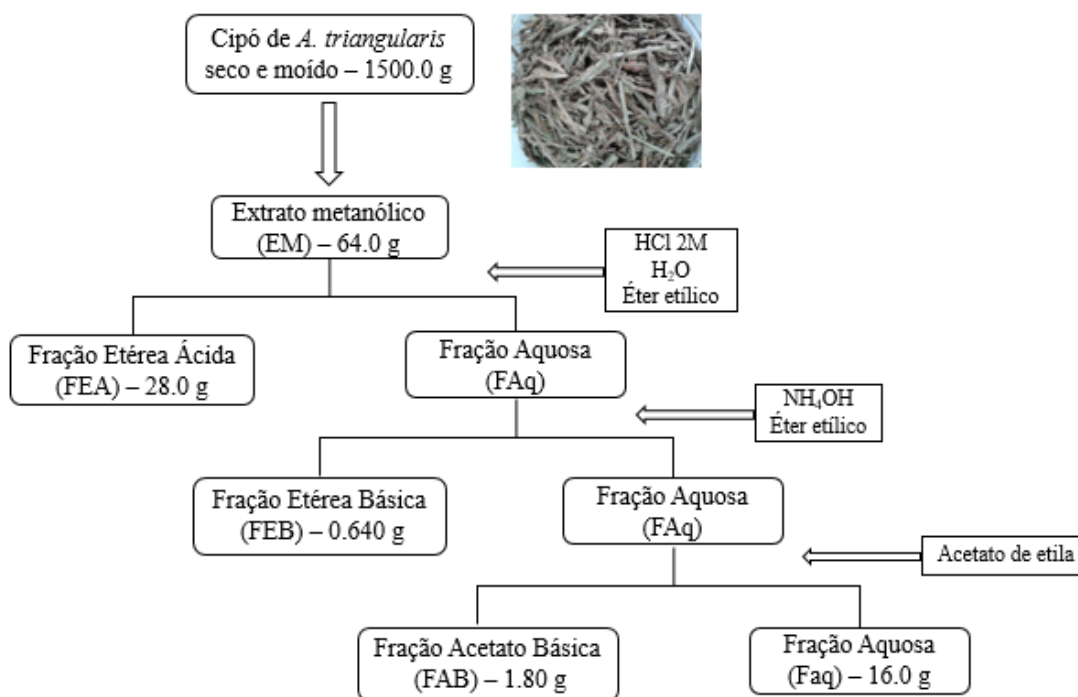 Cipó de A. triangularis
seco e moído – 1500.0 g
Extrato metanólico
(EM) – 64.0 g
HCl 2M
H₂O
Éter etílico
Fração Etérea Ácida
(FEA) – 28.0 g
Fração Aquosa
(FAq)
NH₄OH
Éter etílico
Fração Etérea Básica
(FEB) – 0.640 g
Fração Aquosa
(FAq)
Acetato de etila
Fração Acetato Básica
(FAB) – 1.80 g
Fração Aquosa
(Faq) – 16.0 g